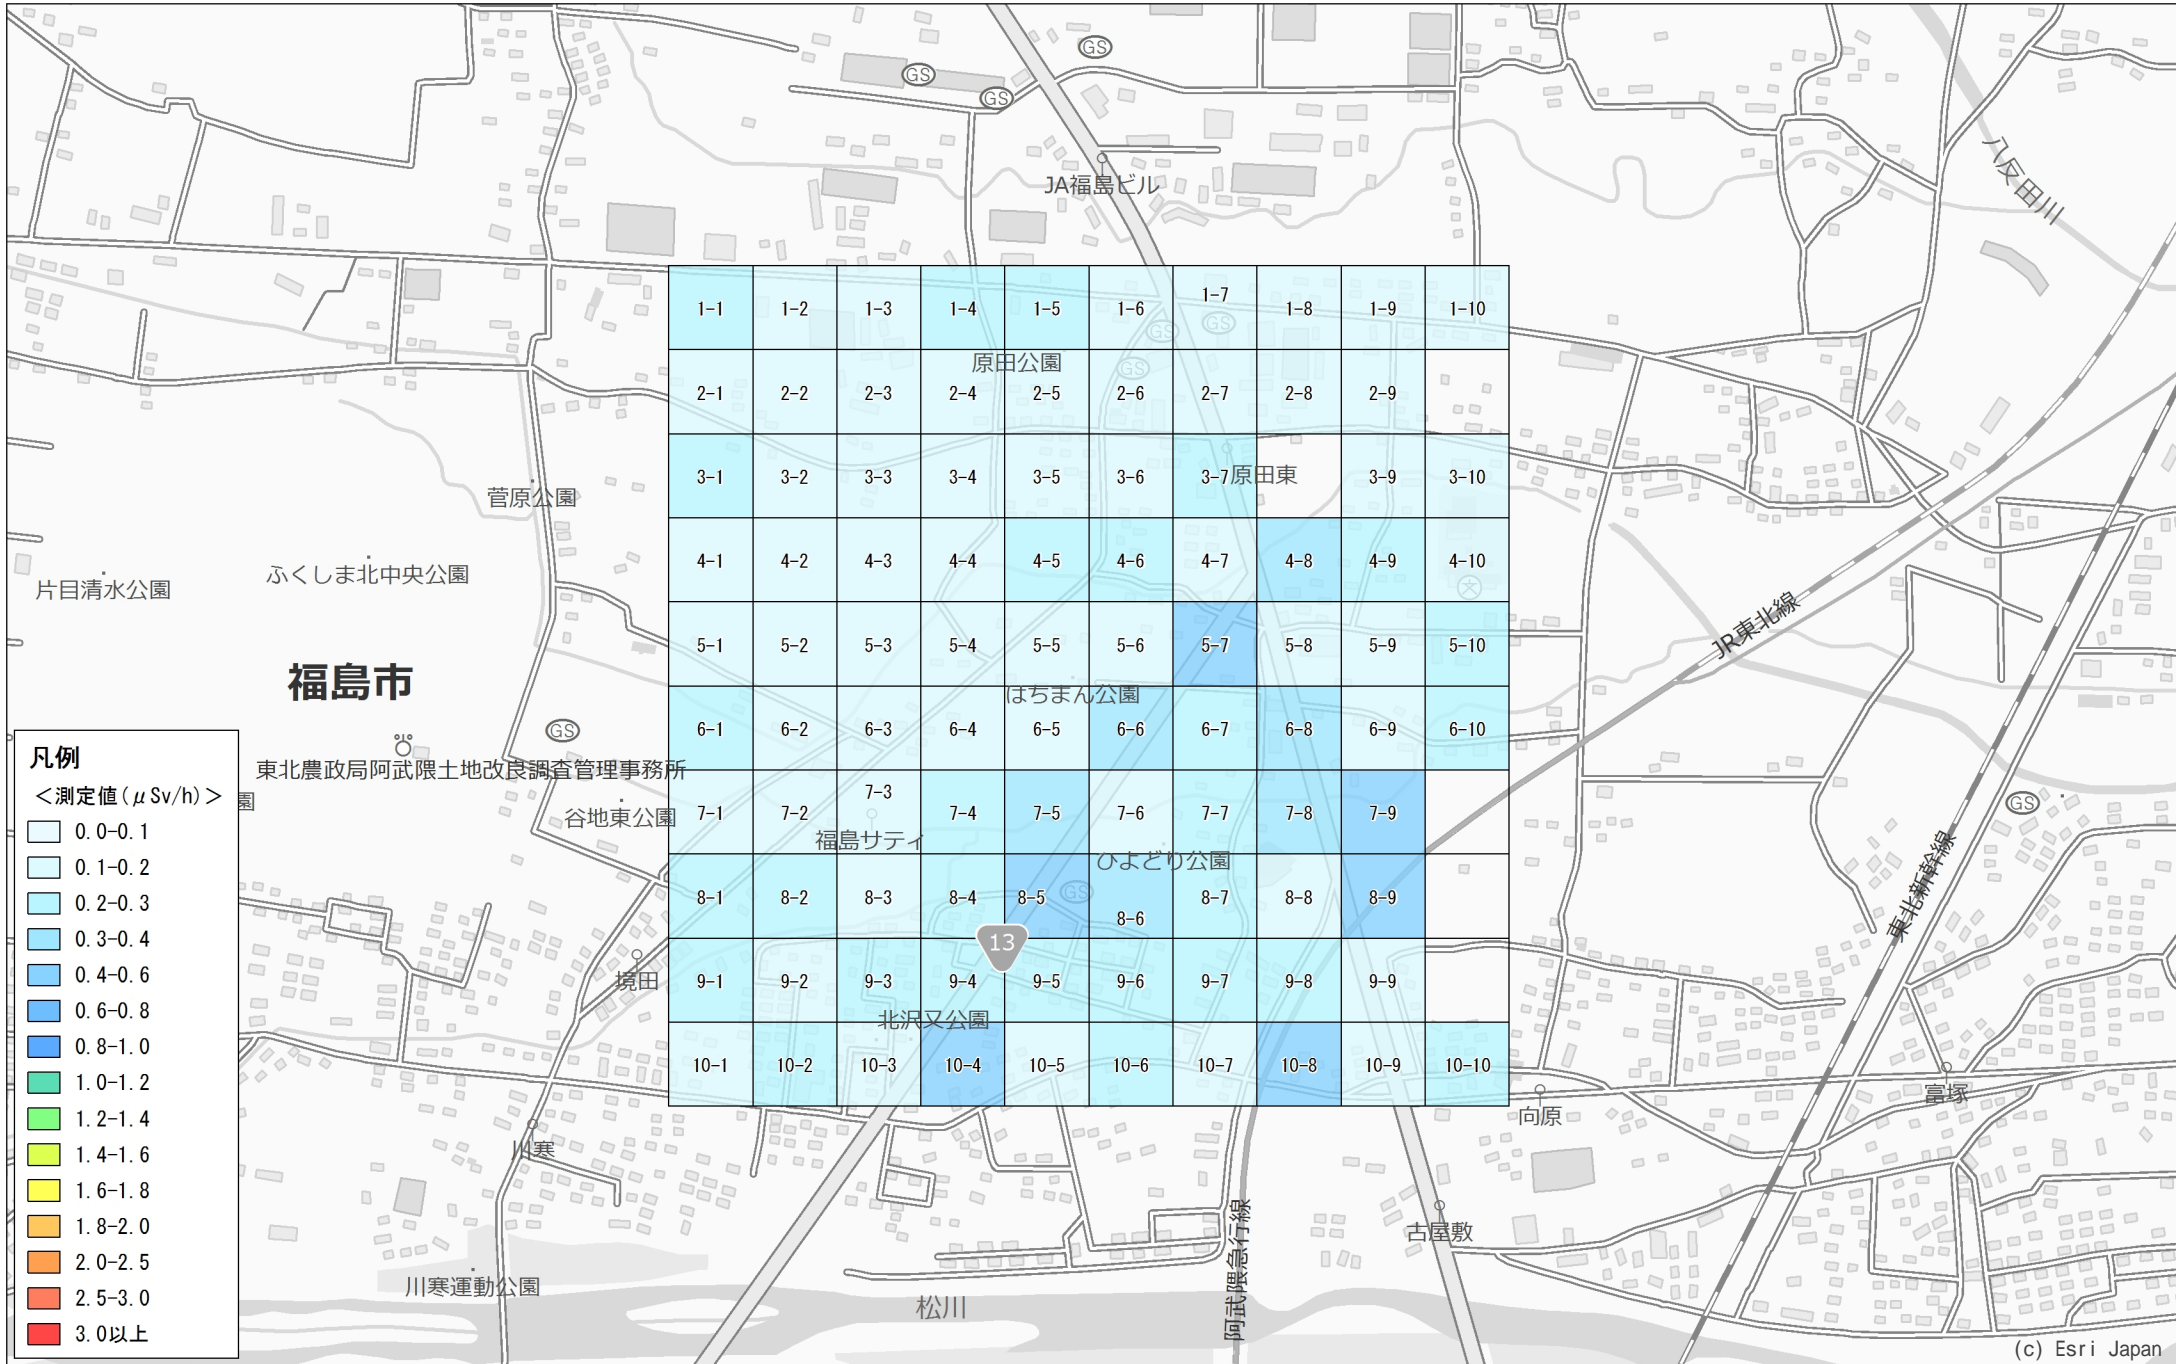 GS
GS
GS
JA福島ビル
八反田川
1-1 1-2 1-3 1-4 1-5 1-6 1-7 1-8 1-9 1-10
GS GS
原田公園
GS
2-1 2-2 2-3 2-4 2-5 2-6 2-7 2-8 2-9
3-1 3-2 3-3 3-4 3-5 3-6 3-7 原田東 3-9 3-10
菅原公園
4-1 4-2 4-3 4-4 4-5 4-6 4-7 4-8 4-9 4-10
ふくしま北中央公園
片目清水公園
JR東北線
5-1 5-2 5-3 5-4 5-5 5-6 5-7 5-8 5-9 5-10
福島市
はちまん公園
6-1 6-2 6-3 6-4 6-5 6-6 6-7 6-8 6-9 6-10
GS
東北農政局阿武隈土地改良調査管理事務所
園
谷地東公園
7-1 7-2 7-3 7-4 7-5 7-6 7-7 7-8 7-9
GS
福島サティ
ひよどり公園
東北新幹線
8-1 8-2 8-3 8-4 8-5 GS 8-6 8-7 8-8 8-9
13
境田
9-1 9-2 9-3 9-4 9-5 9-6 9-7 9-8 9-9
北沢又公園
10-1 10-2 10-3 10-4 10-5 10-6 10-7 10-8 10-9 10-10
富塚
向原
川寒
古屋敷
阿武隈急行線
川寒運動公園
松川
凡例
＜測定値(μSv/h)＞
0.0-0.1
0.1-0.2
0.2-0.3
0.3-0.4
0.4-0.6
0.6-0.8
0.8-1.0
1.0-1.2
1.2-1.4
1.4-1.6
1.6-1.8
1.8-2.0
2.0-2.5
2.5-3.0
3.0以上
(c) Esri Japan